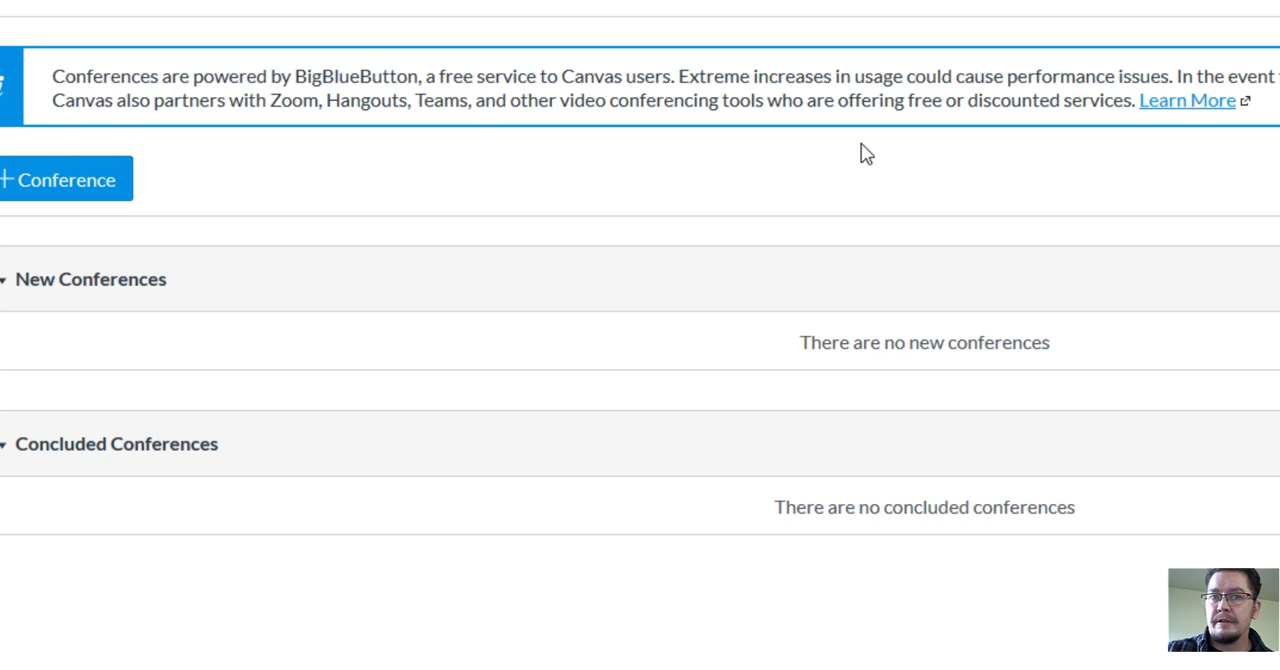 Conferences are powered by BigBlueButton, a free service to Canvas users. Extreme increases in usage could cause performance issues. In the event
Canvas also partners with Zoom, Hangouts, Teams, and other video conferencing tools who are offering free or discounted services. Learn More
+ Conference
New Conferences
There are no new conferences
Concluded Conferences
There are no concluded conferences